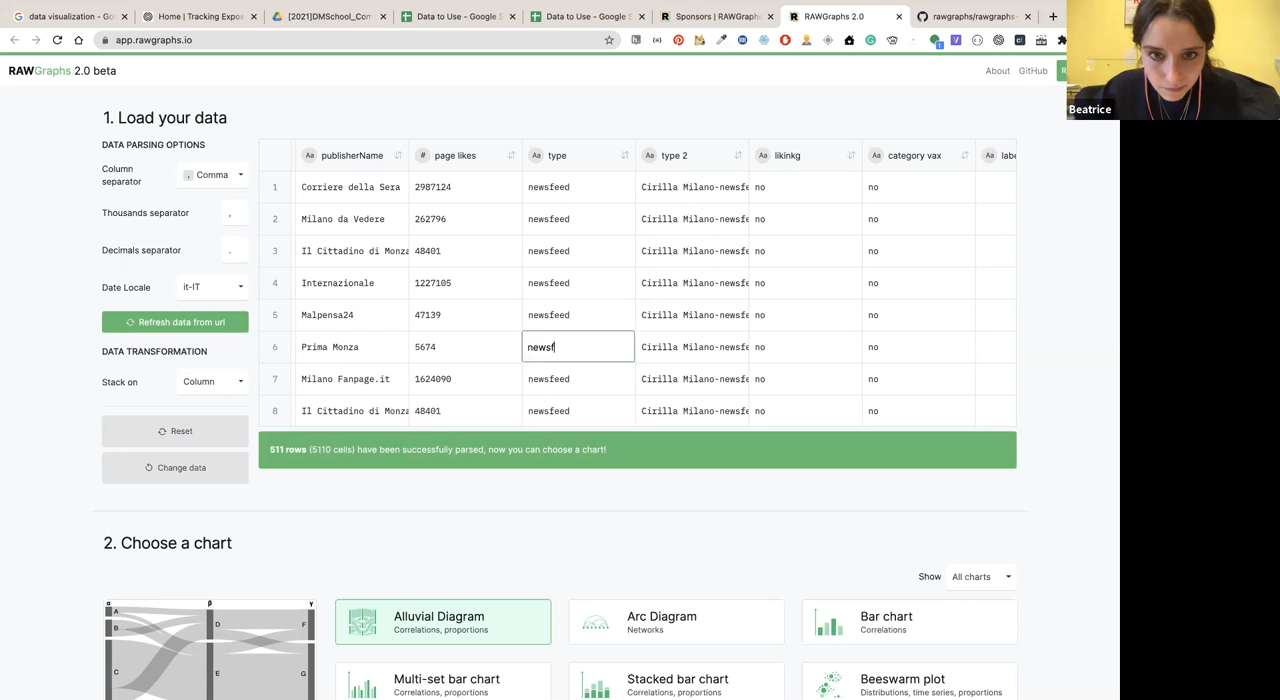 data visualization - Go
Home | Tracking Expos
[2021]DMSchool_Con
Data to Use - Google S
Data to Use - Google S
Sponsors | RAWGraphs
RAWGraphs 2.0
rawgraphs/rawgraphs-
app.rawgraphs.io
RAWGraphs 2.0 beta
About GitHub R
Beatrice
1. Load your data
DATA PARSING OPTIONS
Column separator , Comma
Thousands separator ,
Decimals separator .
Date Locale it-IT
Refresh data from url
DATA TRANSFORMATION
Stack on Column
Reset
Change data
Aa publisherName # page likes Aa type Aa type 2 Aa likinkg Aa category vax Aa labe
1 Corriere della Sera 2987124 newsfeed Cirilla Milano-newsfe no no
2 Milano da Vedere 262796 newsfeed Cirilla Milano-newsfe no no
3 Il Cittadino di Monza 48401 newsfeed Cirilla Milano-newsfe no no
4 Internazionale 1227105 newsfeed Cirilla Milano-newsfe no no
5 Malpensa24 47139 newsfeed Cirilla Milano-newsfe no no
6 Prima Monza 5674 newsf Cirilla Milano-newsfe no no
7 Milano Fanpage.it 1624090 newsfeed Cirilla Milano-newsfe no no
8 Il Cittadino di Monza 48401 newsfeed Cirilla Milano-newsfe no no
511 rows (5110 cells) have been successfully parsed, now you can choose a chart!
2. Choose a chart
Show All charts
α β γ
A
B
C
D
E
F
G
Alluvial Diagram
Correlations, proportions
Arc Diagram
Networks
Bar chart
Correlations
Multi-set bar chart
Correlations, proportions
Stacked bar chart
Correlations, proportions
Beeswarm plot
Distributions, time series, proportions